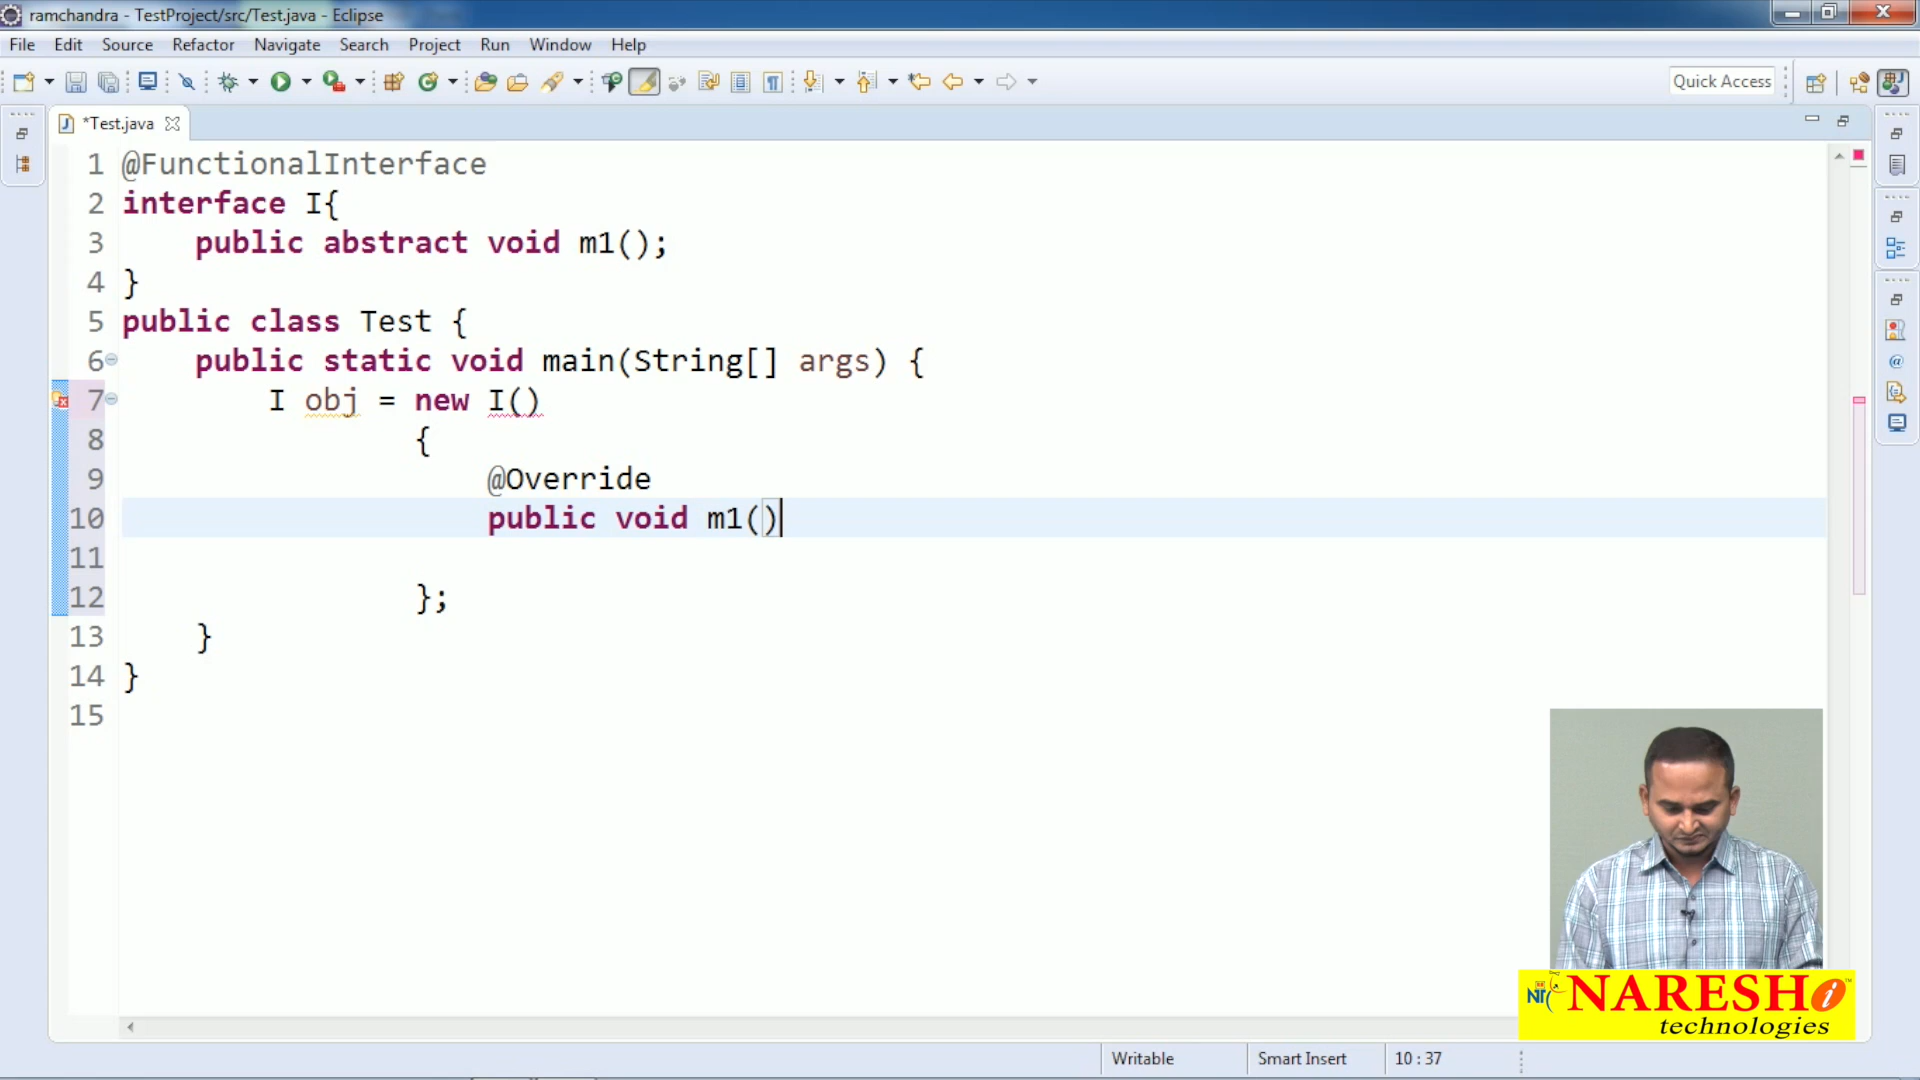 ramchandra - TestProject/src/Test.java - Eclipse
File Edit Source Refactor Navigate Search Project Run Window Help
Quick Access
*Test.java
1 @FunctionalInterface
2 interface I{
3 public abstract void m1();
4 }
5 public class Test {
6 public static void main(String[] args) {
7 I obj = new I()
8 {
9 @Override
10 public void m1()
11
12 };
13 }
14 }
15
NARESH i
technologies
Writable Smart Insert 10 : 37